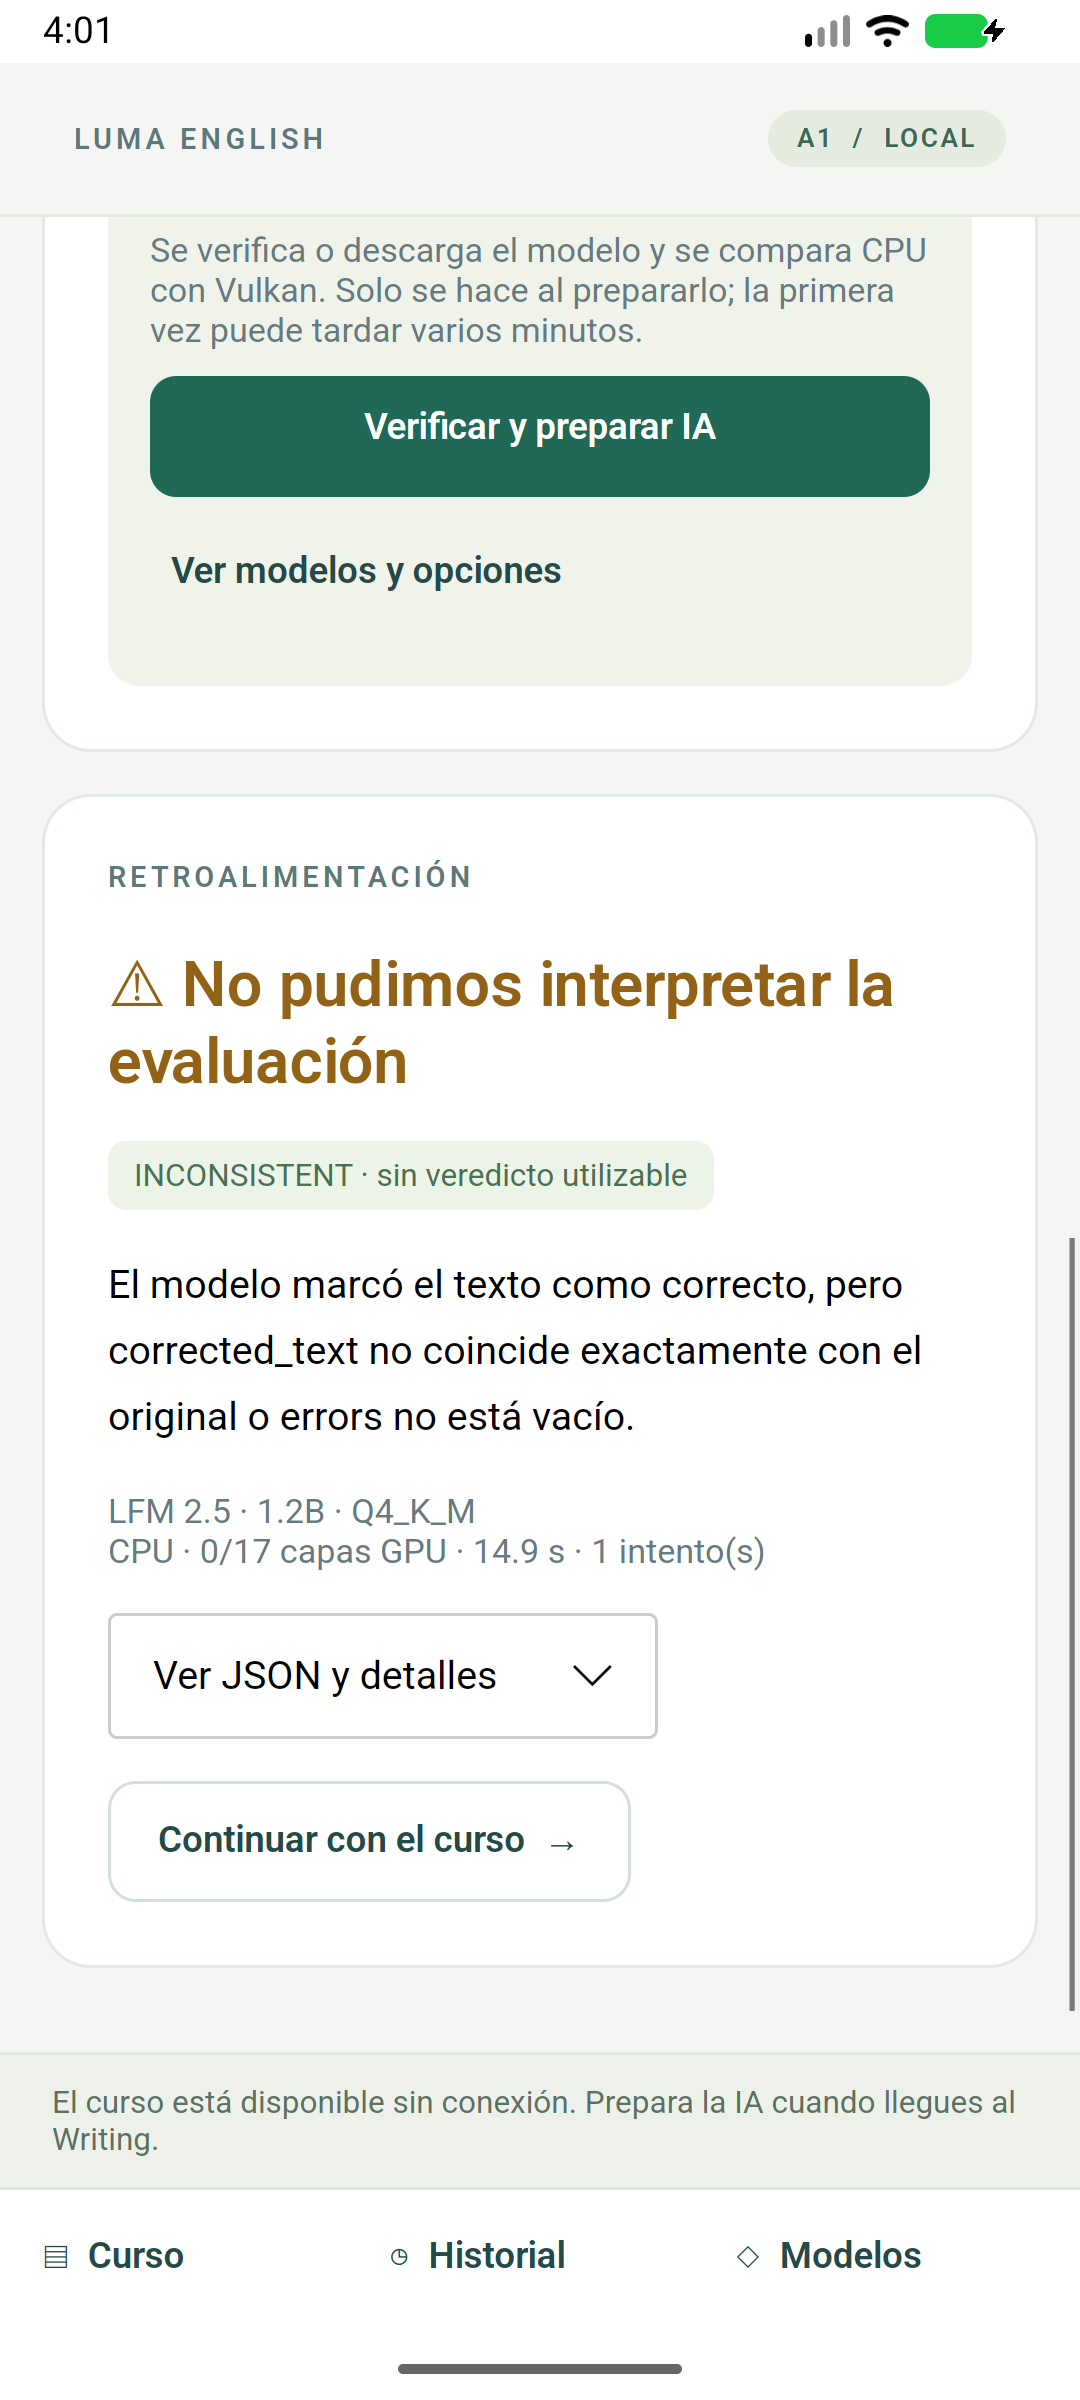 4:01
LUMA ENGLISH
A1 / LOCAL
Se verifica o descarga el modelo y se compara CPU
con Vulkan. Solo se hace al prepararlo; la primera
vez puede tardar varios minutos.
Verificar y preparar IA
Ver modelos y opciones
RETROALIMENTACIÓN
⚠ No pudimos interpretar la
evaluación
INCONSISTENT · sin veredicto utilizable
El modelo marcó el texto como correcto, pero
corrected_text no coincide exactamente con el
original o errors no está vacío.
LFM 2.5 · 1.2B · Q4_K_M
CPU · 0/17 capas GPU · 14.9 s · 1 intento(s)
Ver JSON y detalles
Continuar con el curso →
El curso está disponible sin conexión. Prepara la IA cuando llegues al
Writing.
Curso
Historial
Modelos